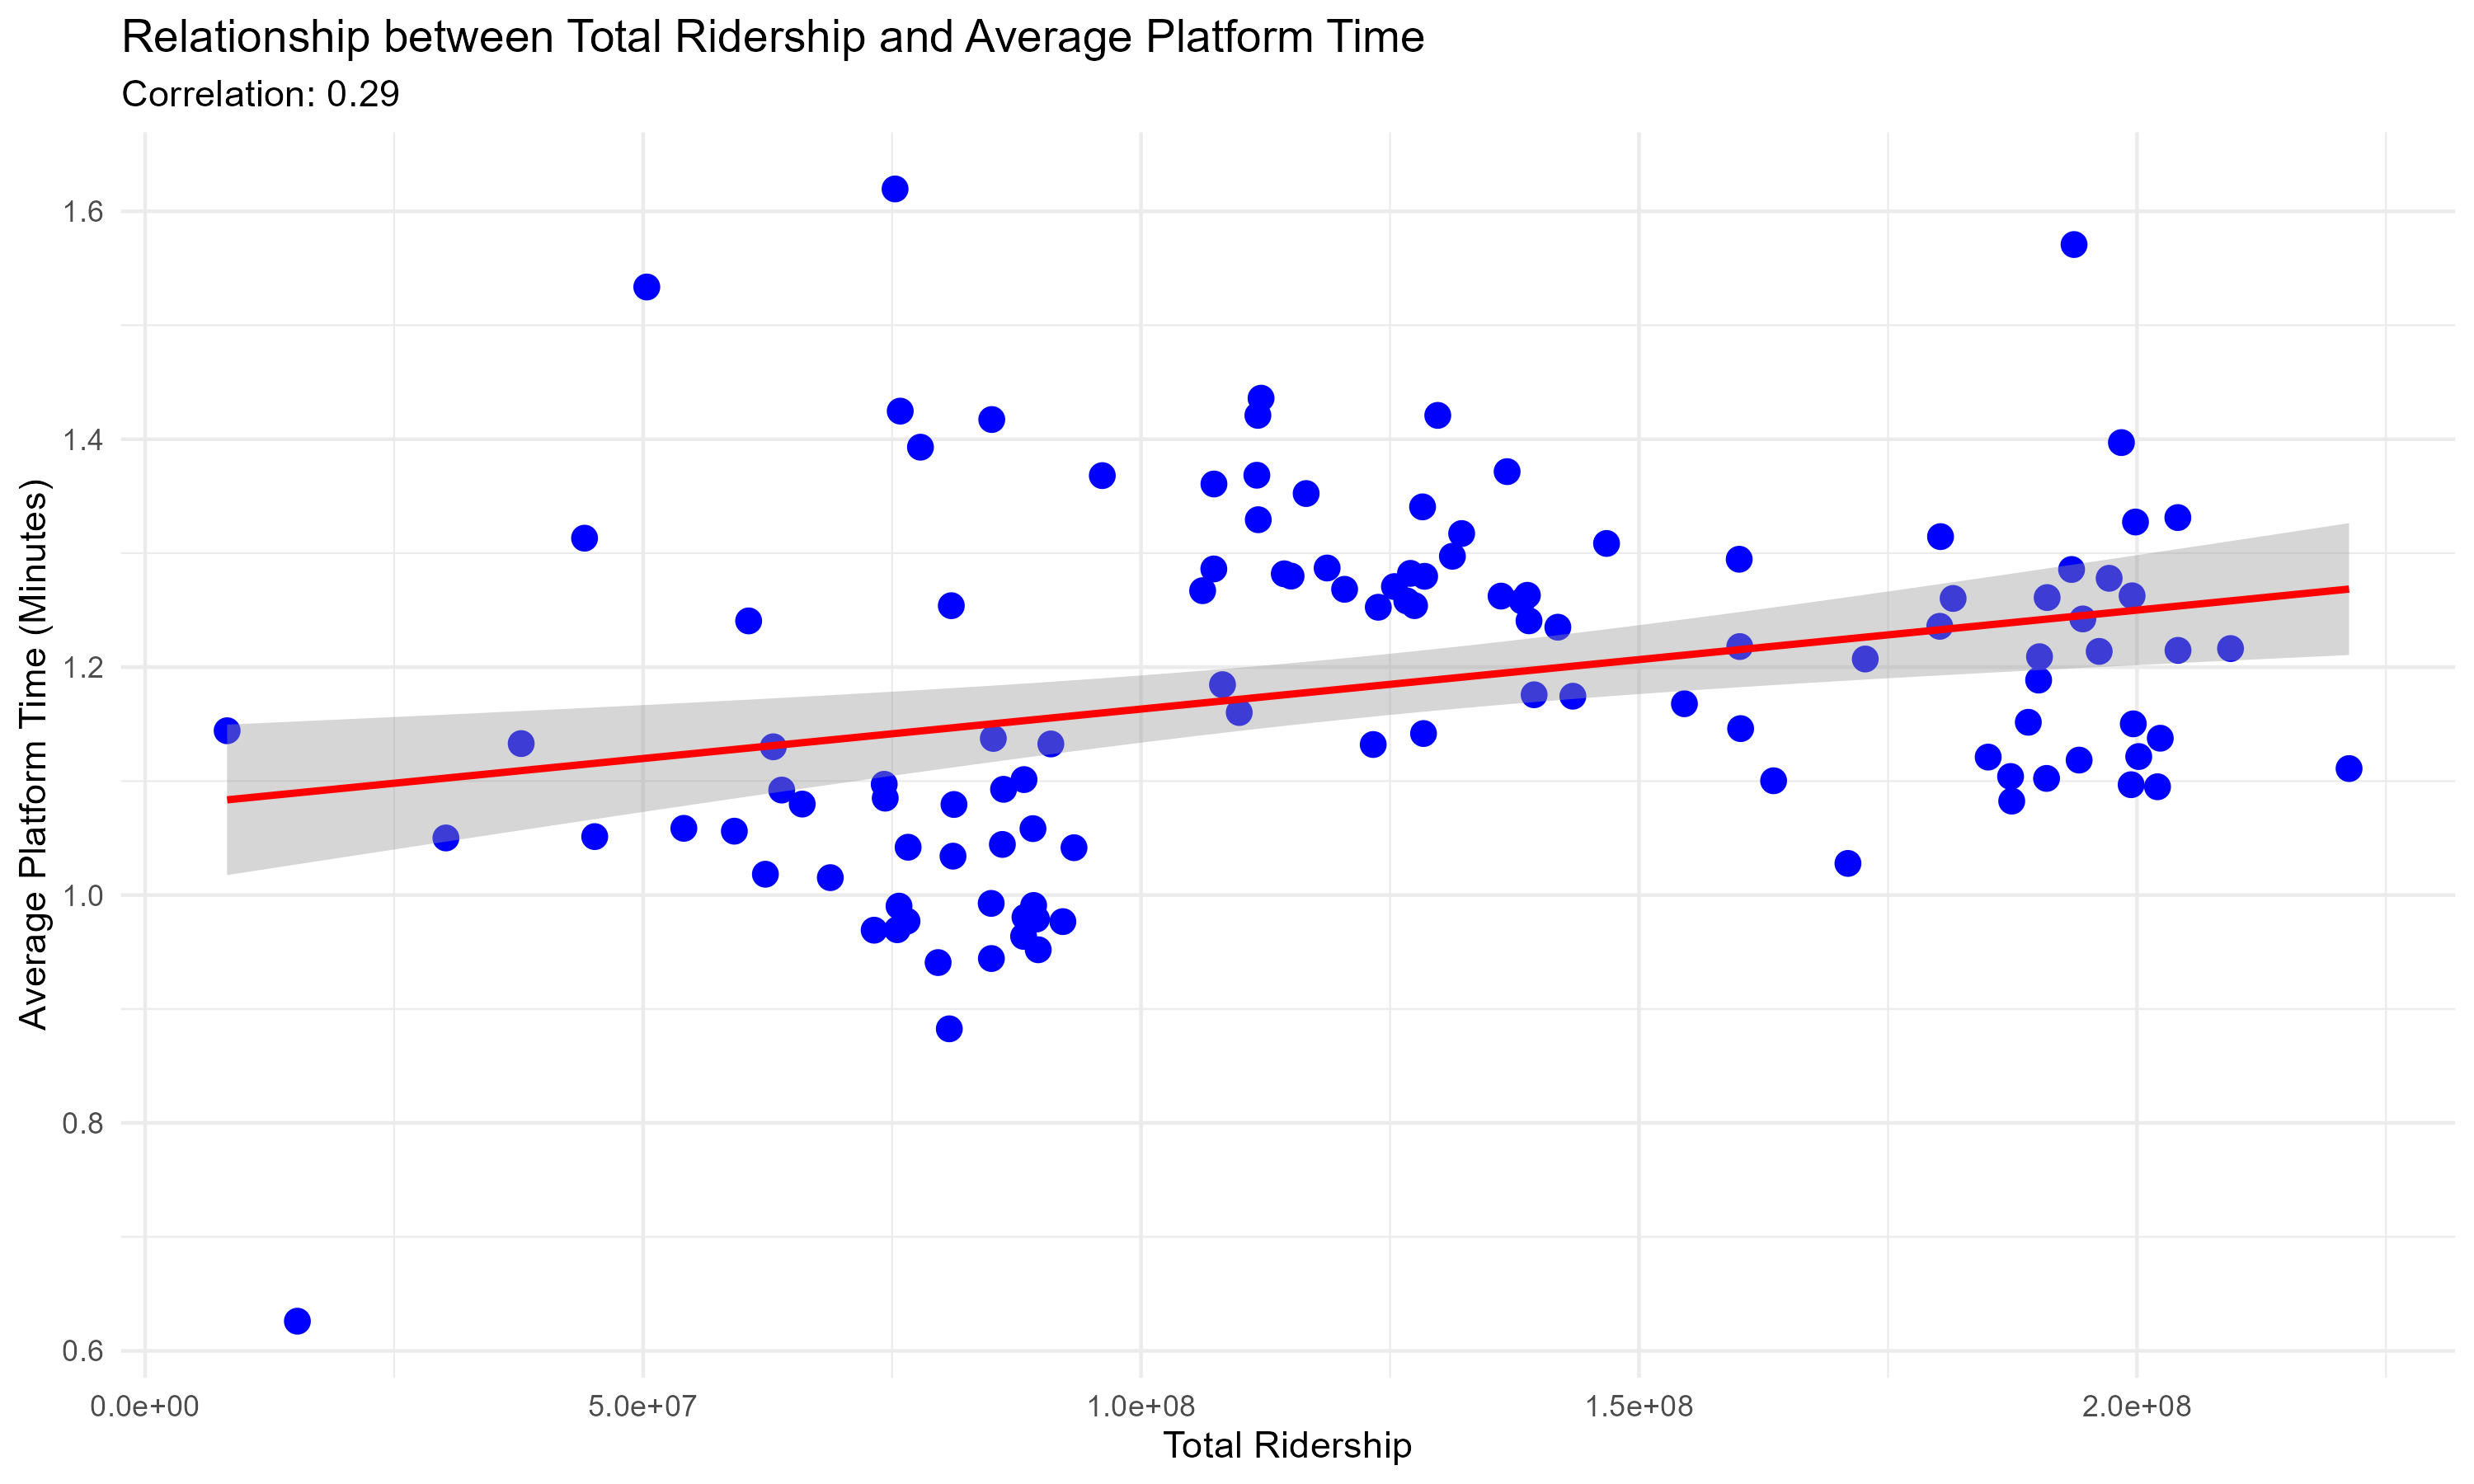 Relationship between Total Ridership and Average Platform Time
Correlation: 0.29
Average Platform Time (Minutes)
1.6
1.4
1.2
1.0
0.8
0.6
0.0e+00 5.0e+07 1.0e+08 1.5e+08 2.0e+08
Total Ridership